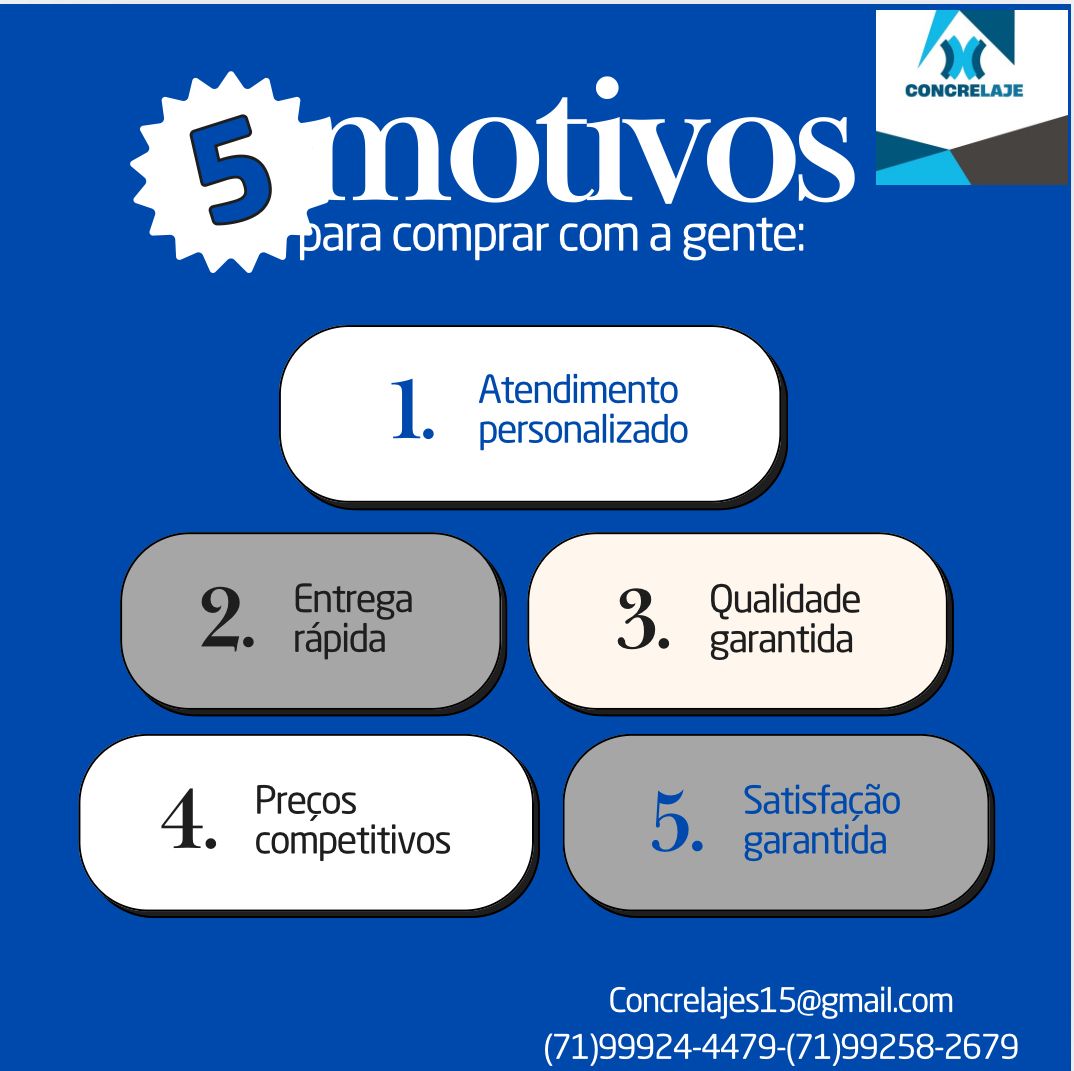 CONCRELAJE
5 motivos
para comprar com a gente:
1. Atendimento
personalizado
2. Entrega
rápida
3. Qualidade
garantida
4. Preços
competitivos
5. Satisfação
garantida
Concrelajes15@gmail.com
(71)99924-4479-(71)99258-2679